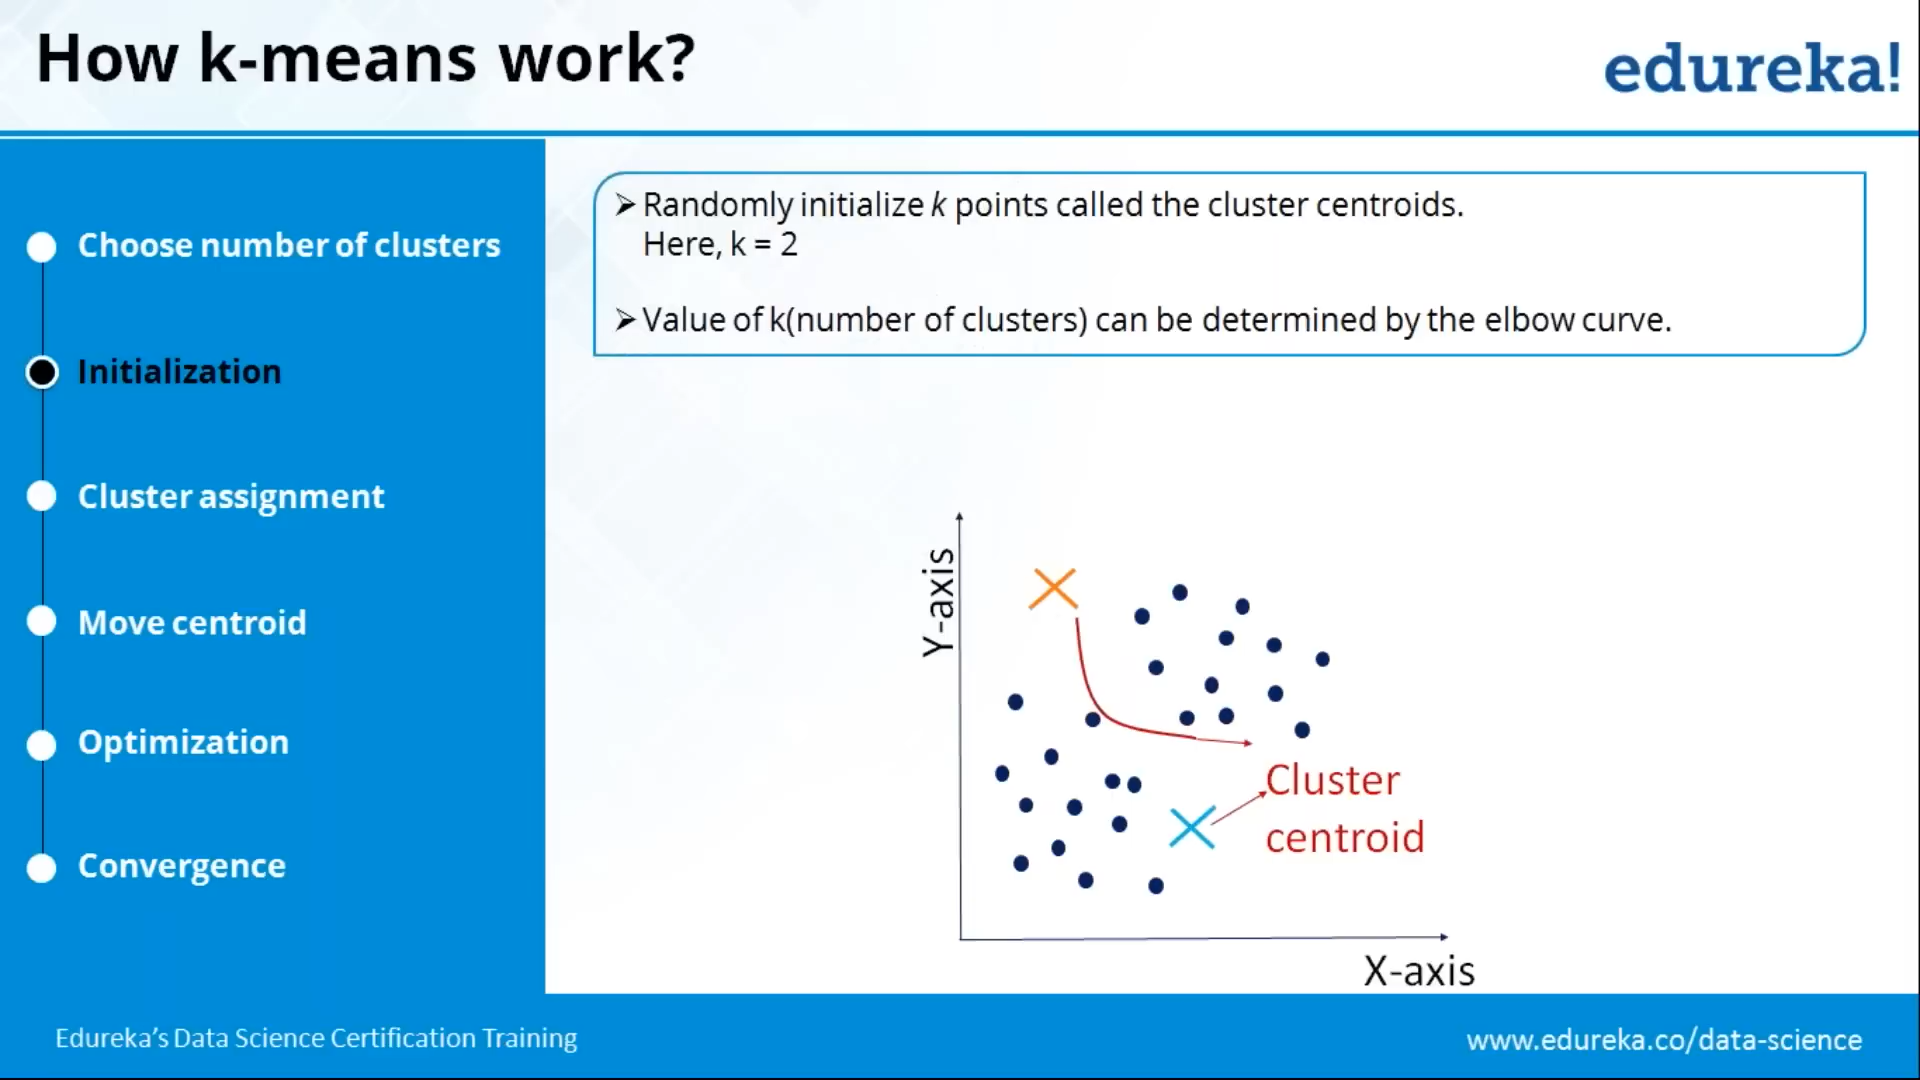 How k-means work?
edureka!
Choose number of clusters
Initialization
Cluster assignment
Move centroid
Optimization
Convergence
Randomly initialize k points called the cluster centroids.
Here, k = 2
Value of k(number of clusters) can be determined by the elbow curve.
Y-axis
Cluster
centroid
X-axis
Edureka’s Data Science Certification Training
www.edureka.co/data-science